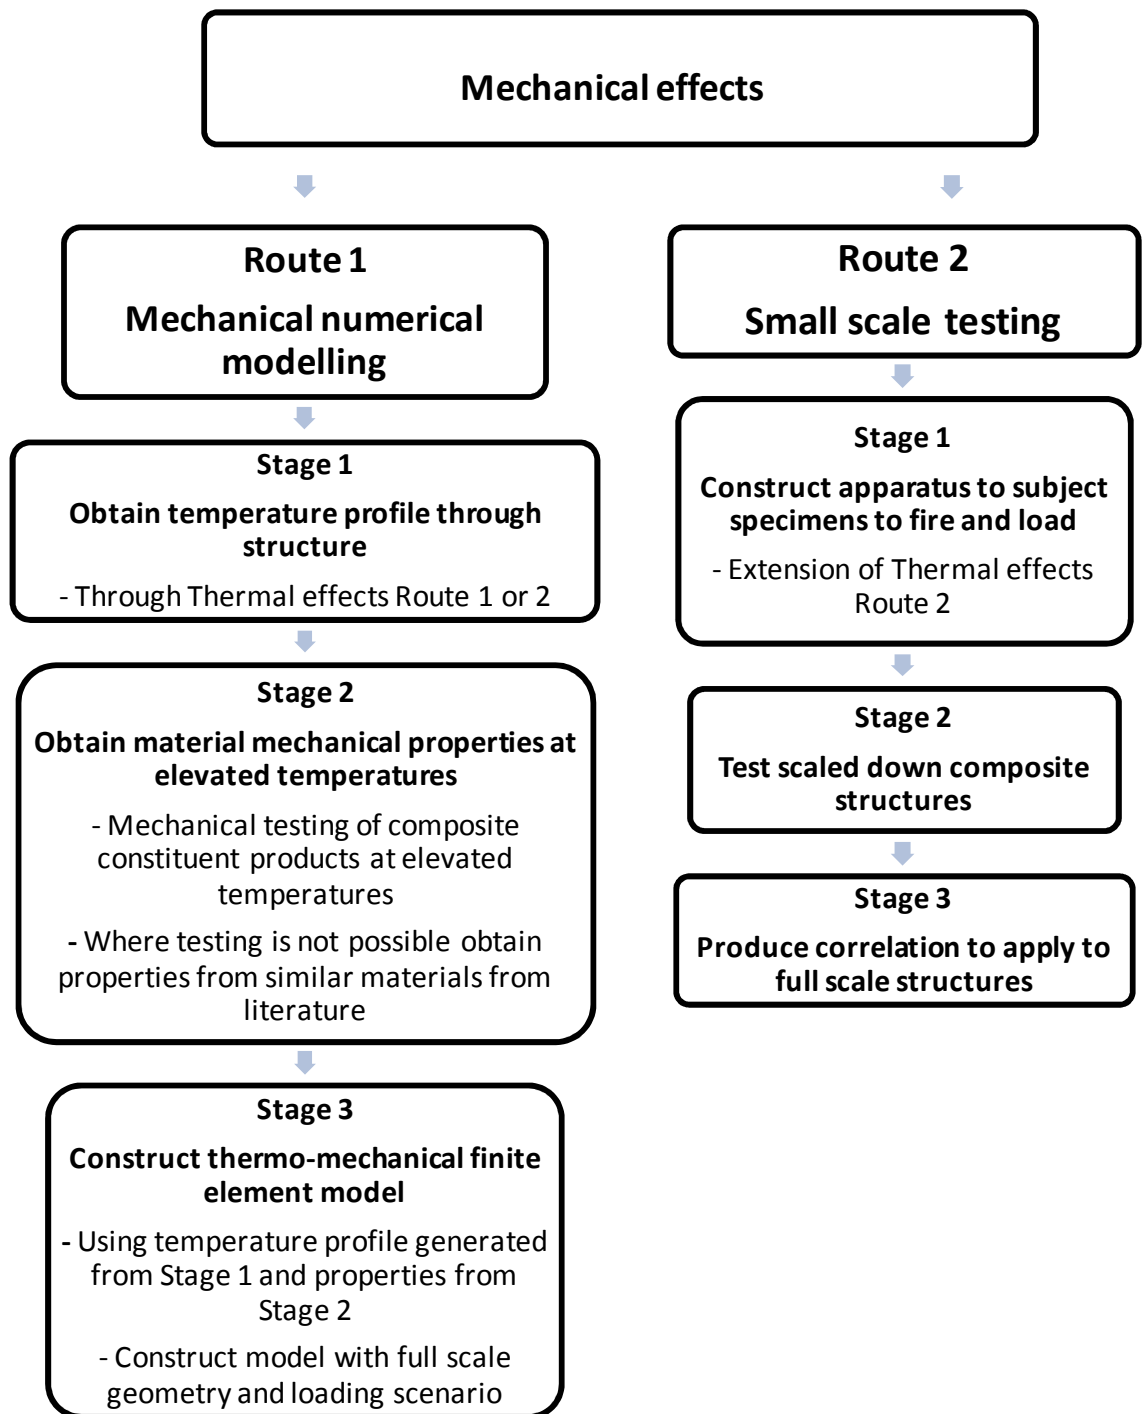 Mechanical effects
Route 1
Mechanical numerical
modelling
Stage 1
Obtain temperature profile through
structure
- Through Thermal effects Route 1 or 2
Stage 2
Obtain material mechanical properties at
elevated temperatures
- Mechanical testing of composite
constituent products at elevated
temperatures
- Where testing is not possible obtain
properties from similar materials from
literature
Stage 3
Construct thermo-mechanical finite
element model
- Using temperature profile generated
from Stage 1 and properties from
Stage 2
- Construct model with full scale
geometry and loading scenario
Route 2
Small scale testing
Stage 1
Construct apparatus to subject
specimens to fire and load
- Extension of Thermal effects
Route 2
Stage 2
Test scaled down composite
structures
Stage 3
Produce correlation to apply to
full scale structures